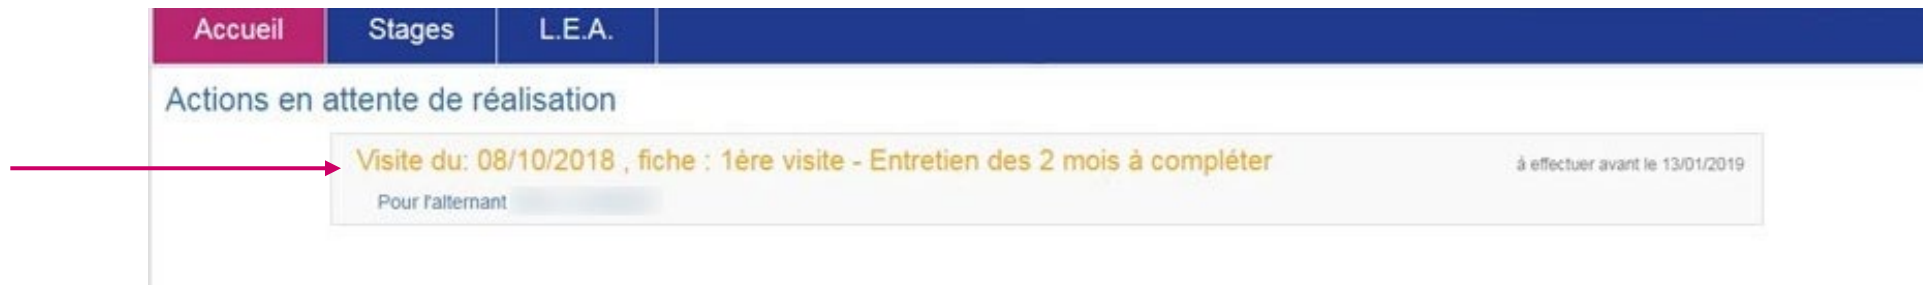 Accueil Stages L.E.A.
Actions en attente de réalisation
Visite du: 08/10/2018 , fiche : 1ère visite - Entretien des 2 mois à compléter à effectuer avant le 13/01/2019
Pour l'alternant